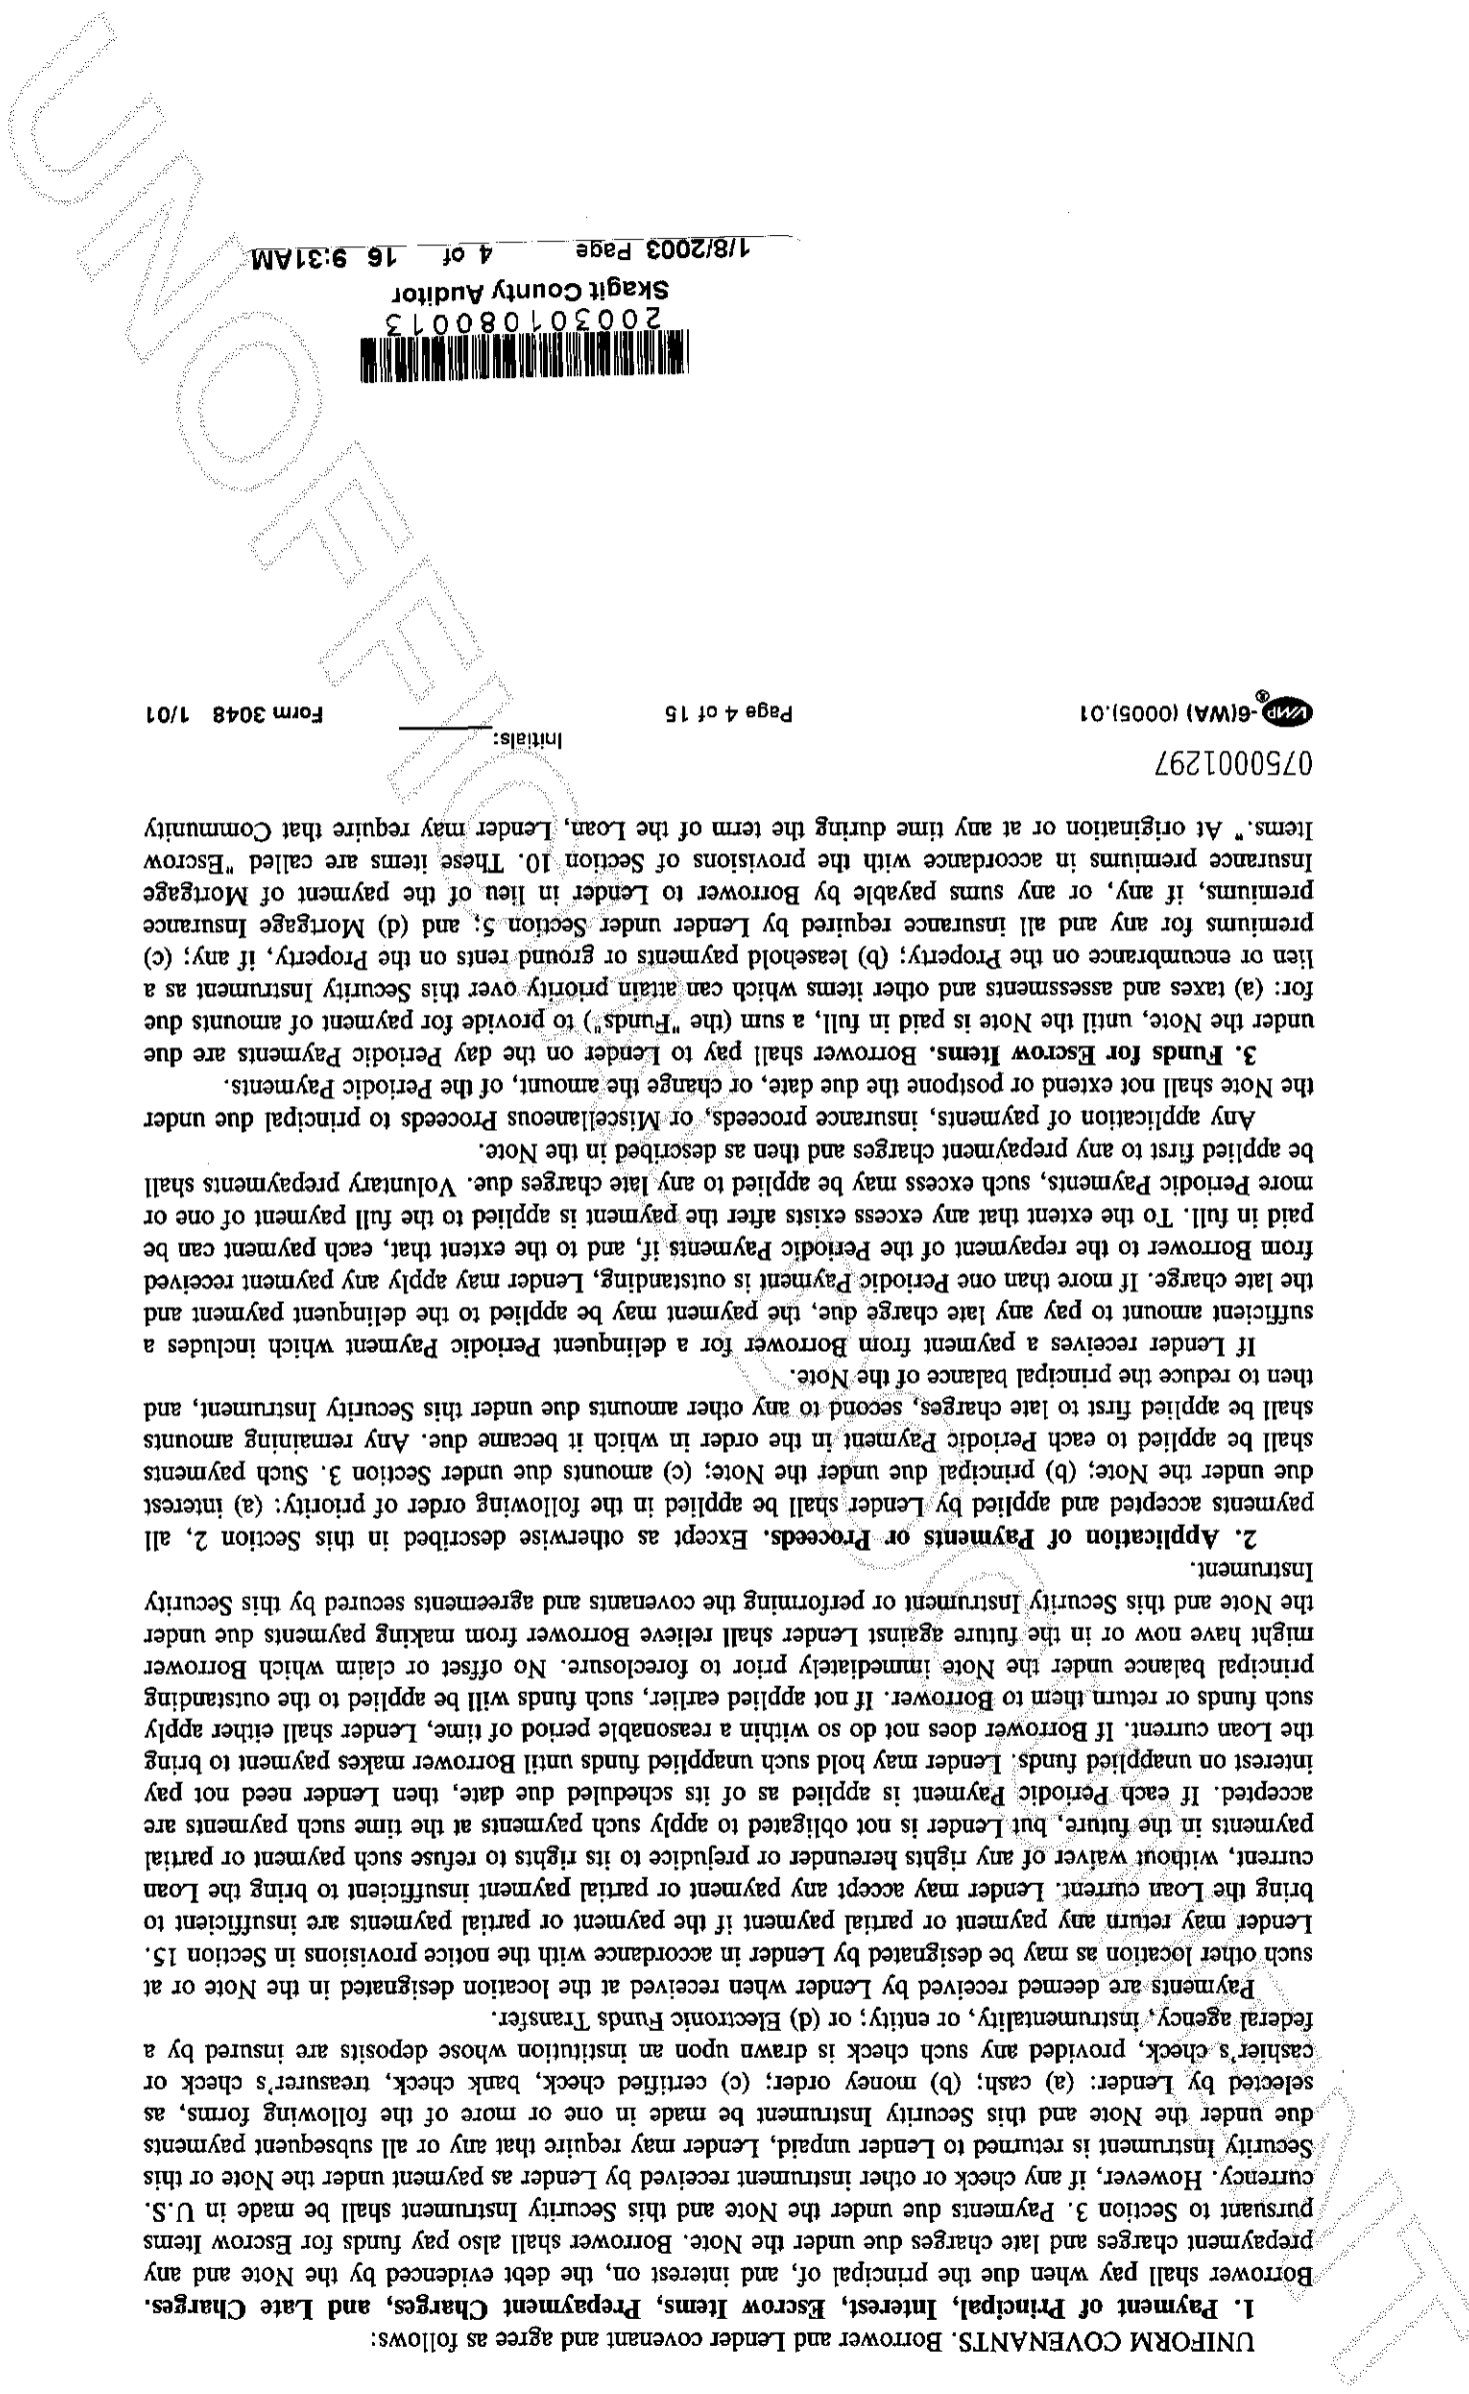 UNIFORM COVENANTS. Borrower and Lender covenant and agree as follows:
1. Payment of Principal, Interest, Escrow Items, Prepayment Charges, and Late Charges.
Borrower shall pay when due the principal of, and interest on, the debt evidenced by the Note and any
prepayment charges and late charges due under the Note. Borrower shall also pay funds for Escrow Items
pursuant to Section 3. Payments due under the Note and this Security Instrument shall be made in U.S.
currency. However, if any check or other instrument received by Lender as payment under the Note or this
Security Instrument is returned to Lender unpaid, Lender may require that any or all subsequent payments
due under the Note and this Security Instrument be made in one or more of the following forms, as
selected by Lender: (a) cash; (b) money order; (c) certified check, bank check, treasurer's check or
cashier's check, provided any such check is drawn upon an institution whose deposits are insured by a
federal agency, instrumentality, or entity; or (d) Electronic Funds Transfer.
Payments are deemed received by Lender when received at the location designated in the Note or at
such other location as may be designated by Lender in accordance with the notice provisions in Section 15.
Lender may return any payment or partial payment if the payment or partial payments are insufficient to
bring the Loan current. Lender may accept any payment or partial payment insufficient to bring the Loan
current, without waiver of any rights hereunder or prejudice to its rights to refuse such payment or partial
payments in the future, but Lender is not obligated to apply such payments at the time such payments are
accepted. If each Periodic Payment is applied as of its scheduled due date, then Lender need not pay
interest on unapplied funds. Lender may hold such unapplied funds until Borrower makes payment to bring
the Loan current. If Borrower does not do so within a reasonable period of time, Lender shall either apply
such funds or return them to Borrower. If not applied earlier, such funds will be applied to the outstanding
principal balance under the Note immediately prior to foreclosure. No offset or claim which Borrower
might have now or in the future against Lender shall relieve Borrower from making payments due under
the Note and this Security Instrument or performing the covenants and agreements secured by this Security
Instrument.
2. Application of Payments or Proceeds. Except as otherwise described in this Section 2, all
payments accepted and applied by Lender shall be applied in the following order of priority: (a) interest
due under the Note; (b) principal due under the Note; (c) amounts due under Section 3. Such payments
shall be applied to each Periodic Payment in the order in which it became due. Any remaining amounts
shall be applied first to late charges, second to any other amounts due under this Security Instrument, and
then to reduce the principal balance of the Note.
If Lender receives a payment from Borrower for a delinquent Periodic Payment which includes a
sufficient amount to pay any late charge due, the payment may be applied to the delinquent payment and
the late charge. If more than one Periodic Payment is outstanding, Lender may apply any payment received
from Borrower to the repayment of the Periodic Payments if, and to the extent that, each payment can be
paid in full. To the extent that any excess exists after the payment is applied to the full payment of one or
more Periodic Payments, such excess may be applied to any late charges due. Voluntary prepayments shall
be applied first to any prepayment charges and then as described in the Note.
Any application of payments, insurance proceeds, or Miscellaneous Proceeds to principal due under
the Note shall not extend or postpone the due date, or change the amount, of the Periodic Payments.
3. Funds for Escrow Items. Borrower shall pay to Lender on the day Periodic Payments are due
under the Note, until the Note is paid in full, a sum (the "Funds") to provide for payment of amounts due
for: (a) taxes and assessments and other items which can attain priority over this Security Instrument as a
lien or encumbrance on the Property; (b) leasehold payments or ground rents on the Property, if any; (c)
premiums for any and all insurance required by Lender under Section 5; and (d) Mortgage Insurance
premiums, if any, or any sums payable by Borrower to Lender in lieu of the payment of Mortgage
Insurance premiums in accordance with the provisions of Section 10. These items are called "Escrow
Items." At origination or at any time during the term of the Loan, Lender may require that Community
0750001297
Initials:
VMP®-6(WA) (0005).01 Page 4 of 15 Form 3048 1/01
200301080013
Skagit County Auditor
1/8/2003 Page 4 of 16 9:31AM
UNOFFICIAL DOCUMENT